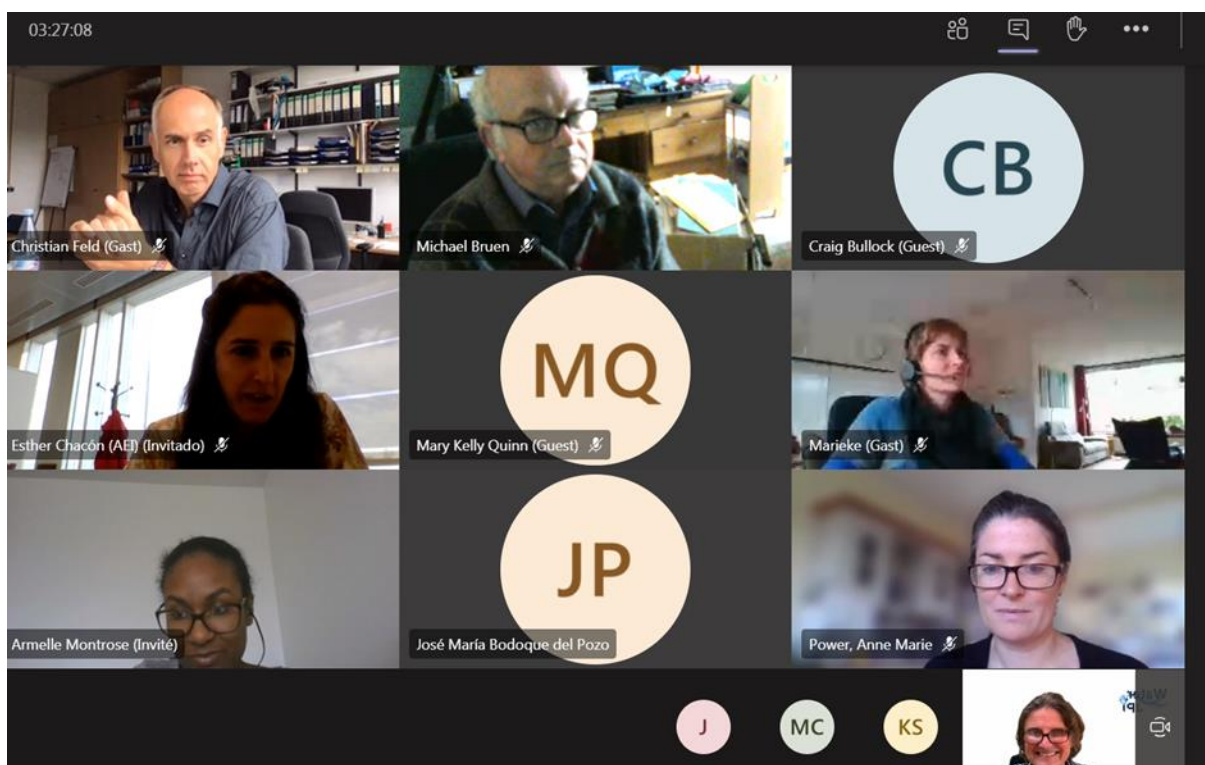 03:27:08
Christian Feld (Gast)
Michael Bruen
CB
Craig Bullock (Guest)
Esther Chacón (AEI) (Invitado)
MQ
Mary Kelly Quinn (Guest)
Marieke (Gast)
Armelle Montrose (Invité)
JP
José María Bodoque del Pozo
Power, Anne Marie
J
MC
KS